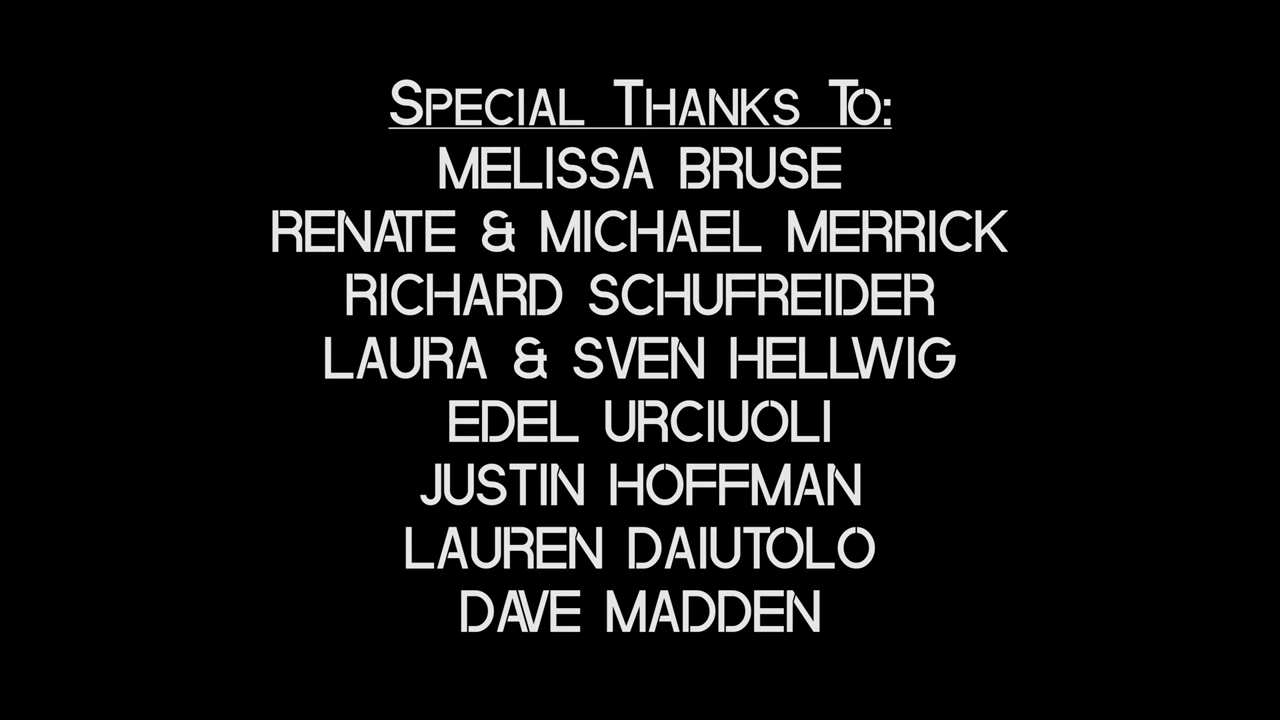 Special Thanks To:
MELISSA BRUSE
RENATE & MICHAEL MERRICK
RICHARD SCHUFREIDER
LAURA & SVEN HELLWIG
EDEL URCIUOLI
JUSTIN HOFFMAN
LAUREN DAIUTOLO
DAVE MADDEN